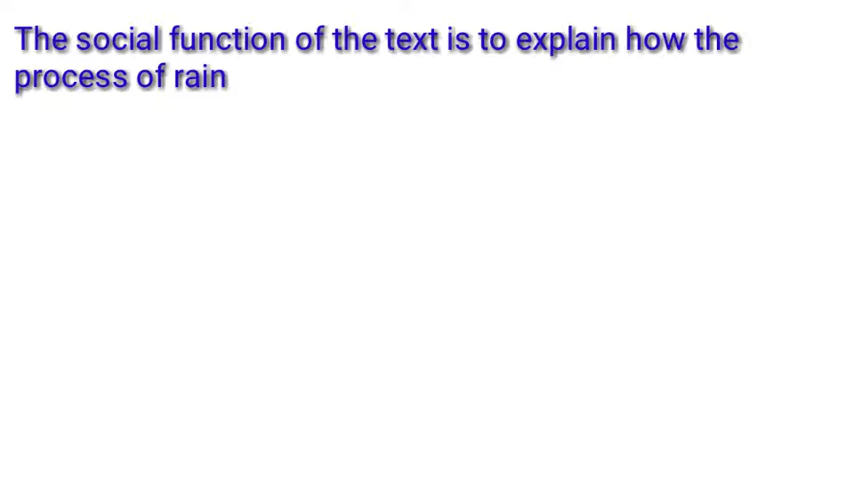 The social function of the text is to explain how the
process of rain